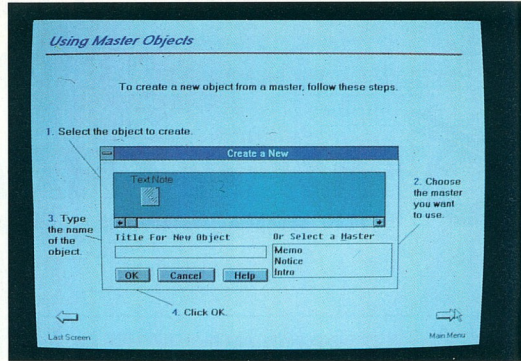 Using Master Objects
To create a new object from a master, follow these steps.
1. Select the object to create.
Create a New
Text Note
2. Choose
the master
you want
to use.
3. Type
the name
of the
object.
Title For New Object
Or Select a Master
Memo
Notice
Intro
OK
Cancel
Help
4. Click OK.
Last Screen
Main Menu